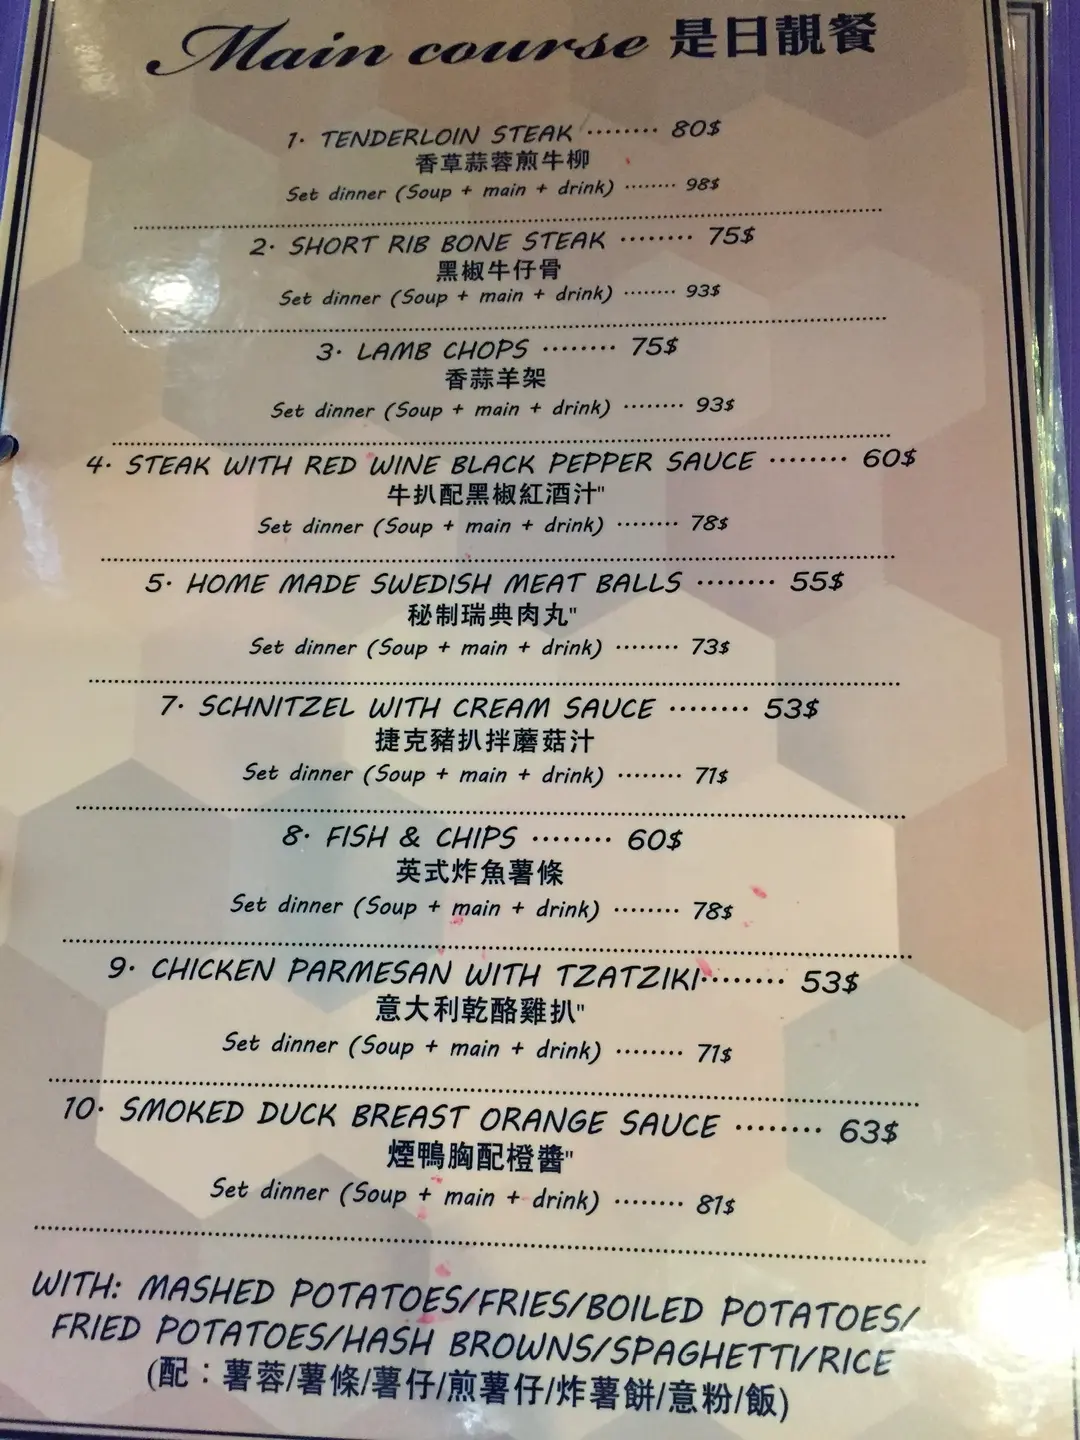 Main course 是日靚餐
1. TENDERLOIN STEAK ········ 80$
香草蒜蓉煎牛柳
Set dinner (Soup + main + drink) ········ 98$
2. SHORT RIB BONE STEAK ········ 75$
黑椒牛仔骨
Set dinner (Soup + main + drink) ········ 93$
3. LAMB CHOPS ········ 75$
香蒜羊架
Set dinner (Soup + main + drink) ········ 93$
4. STEAK WITH RED WINE BLACK PEPPER SAUCE ········ 60$
牛扒配黑椒紅酒汁"
Set dinner (Soup + main + drink) ········ 78$
5. HOME MADE SWEDISH MEAT BALLS ········ 55$
秘制瑞典肉丸"
Set dinner (Soup + main + drink) ········ 73$
7. SCHNITZEL WITH CREAM SAUCE ········ 53$
捷克豬扒拌蘑菇汁
Set dinner (Soup + main + drink) ········ 71$
8. FISH & CHIPS ········ 60$
英式炸魚薯條
Set dinner (Soup + main + drink) ········ 78$
9. CHICKEN PARMESAN WITH TZATZIKI········ 53$
意大利乾酪雞扒"
Set dinner (Soup + main + drink) ········ 71$
10. SMOKED DUCK BREAST ORANGE SAUCE ········ 63$
煙鴨胸配橙醬"
Set dinner (Soup + main + drink) ········ 81$
WITH: MASHED POTATOES/FRIES/BOILED POTATOES/
FRIED POTATOES/HASH BROWNS/SPAGHETTI/RICE
(配：薯蓉/薯條/薯仔/煎薯仔/炸薯餅/意粉/飯)